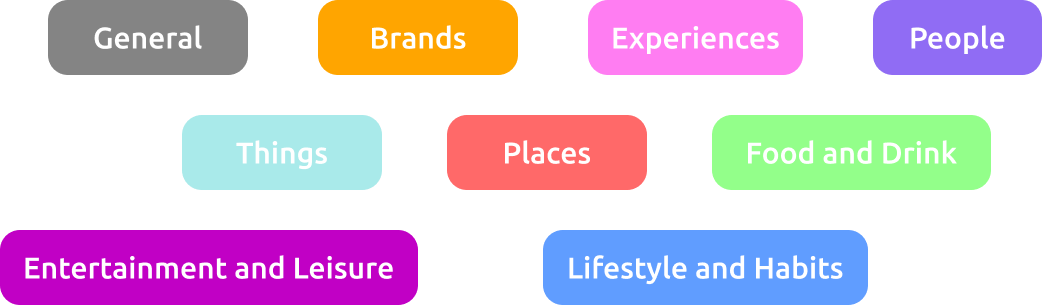 General
Brands
Experiences
People
Things
Places
Food and Drink
Entertainment and Leisure
Lifestyle and Habits